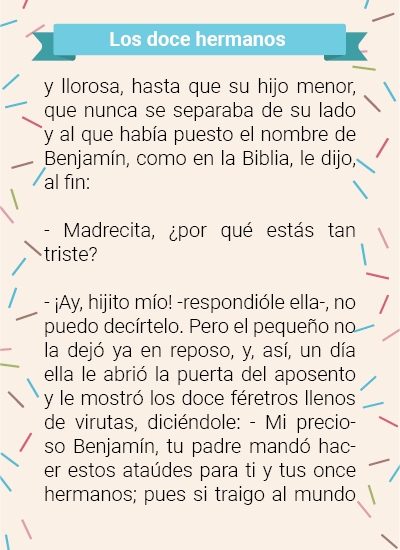 Los doce hermanos
y llorosa, hasta que su hijo menor,
que nunca se separaba de su lado
y al que había puesto el nombre de
Benjamín, como en la Biblia, le dijo,
al fin:
- Madrecita, ¿por qué estás tan
triste?
- ¡Ay, hijito mío! -respondióle ella-, no
puedo decírtelo. Pero el pequeño no
la dejó ya en reposo, y, así, un día
ella le abrió la puerta del aposento
y le mostró los doce féretros llenos
de virutas, diciéndole: - Mi precio-
so Benjamín, tu padre mandó hac-
er estos ataúdes para ti y tus once
hermanos; pues si traigo al mundo